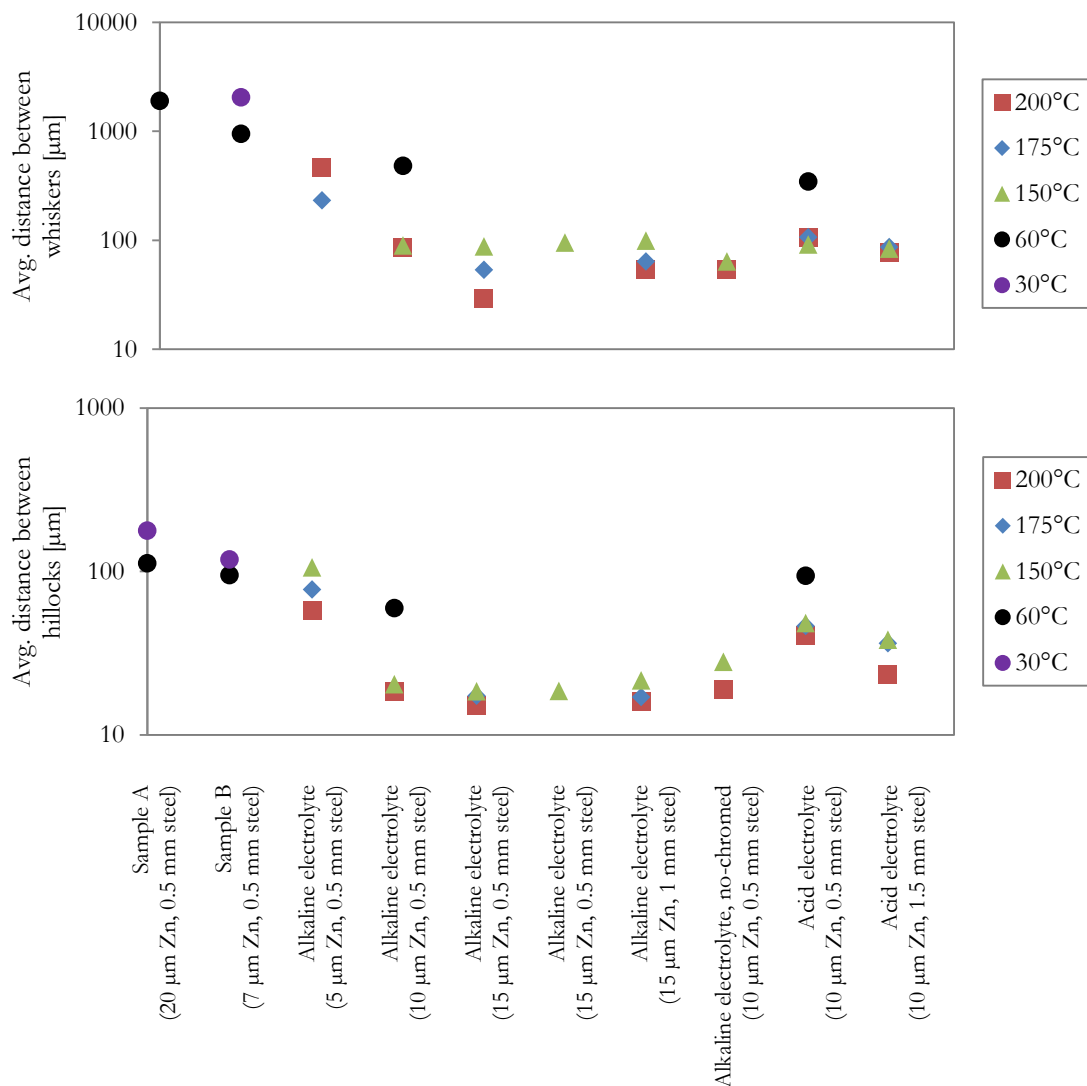 10000
1000
100
10
Avg. distance between
whiskers [µm]
200°C
175°C
150°C
60°C
30°C
1000
100
10
Avg. distance between
hillocks [µm]
200°C
175°C
150°C
60°C
30°C
Sample A
(20 µm Zn, 0.5 mm steel)
Sample B
(7 µm Zn, 0.5 mm steel)
Alkaline electrolyte
(5 µm Zn, 0.5 mm steel)
Alkaline electrolyte
(10 µm Zn, 0.5 mm steel)
Alkaline electrolyte
(15 µm Zn, 0.5 mm steel)
Alkaline electrolyte
(15 µm Zn, 0.5 mm steel)
Alkaline electrolyte
(15 µm Zn, 1 mm steel)
Alkaline electrolyte, no-chromed
(10 µm Zn, 0.5 mm steel)
Acid electrolyte
(10 µm Zn, 0.5 mm steel)
Acid electrolyte
(10 µm Zn, 1.5 mm steel)